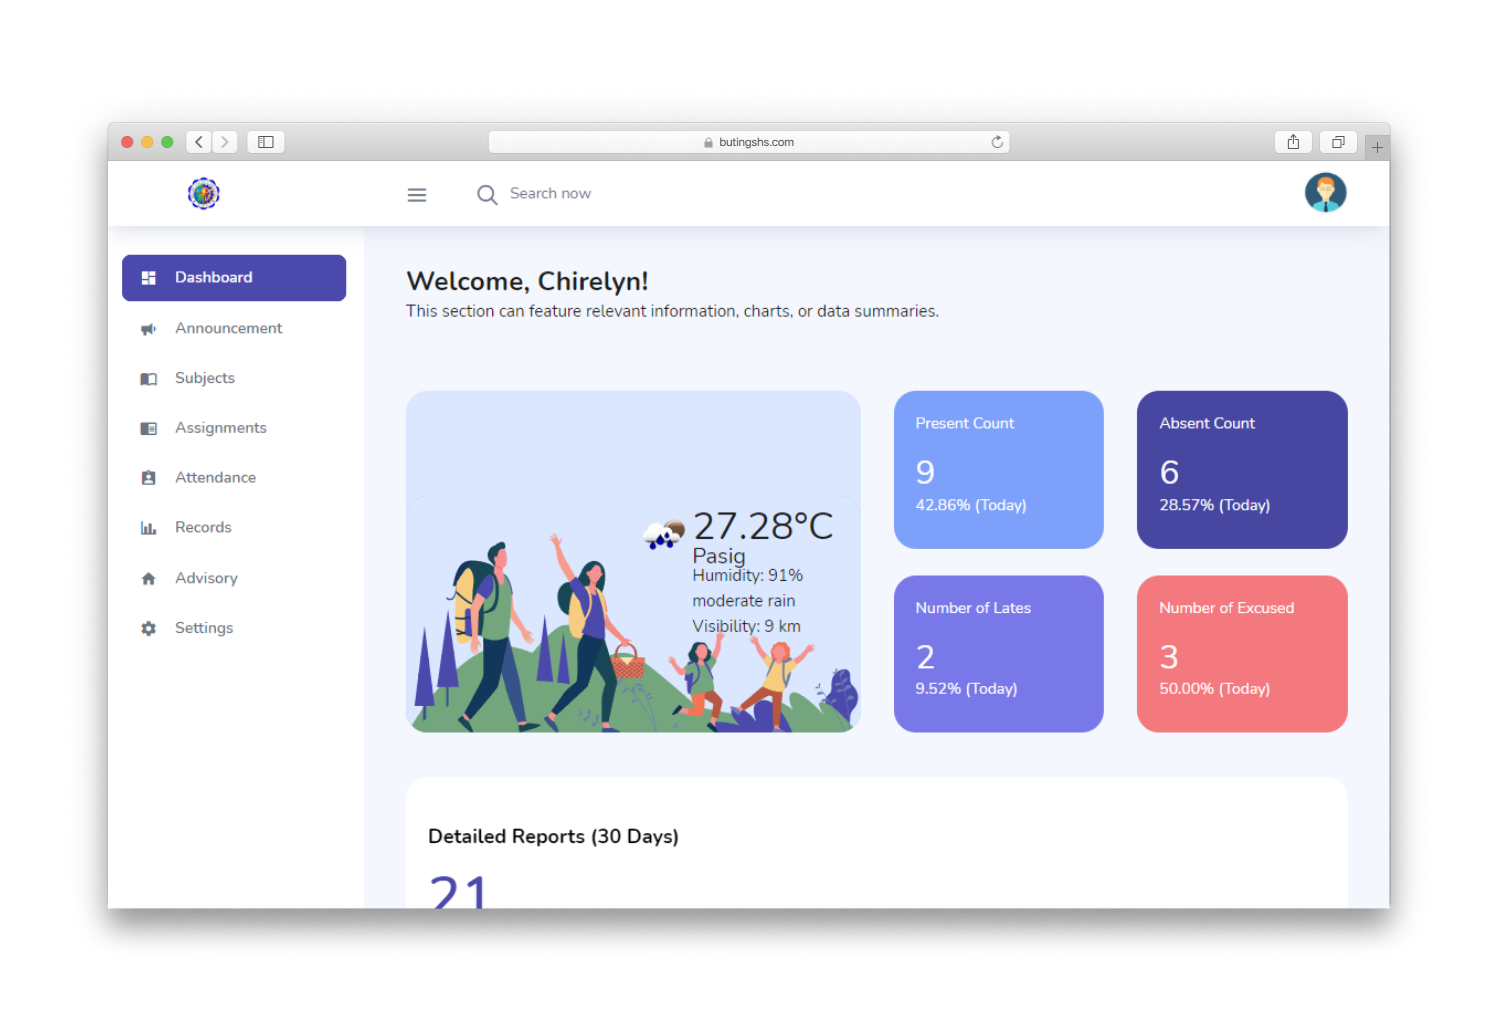 butingshs.com
Search now
Dashboard
Announcement
Subjects
Assignments
Attendance
Records
Advisory
Settings
Welcome, Chirelyn!
This section can feature relevant information, charts, or data summaries.
27.28°C
Pasig
Humidity: 91%
moderate rain
Visibility: 9 km
Present Count
9
42.86% (Today)
Absent Count
6
28.57% (Today)
Number of Lates
2
9.52% (Today)
Number of Excused
3
50.00% (Today)
Detailed Reports (30 Days)
21